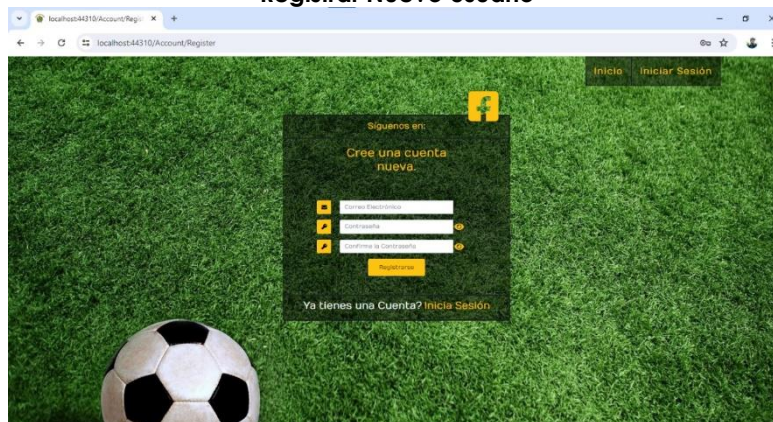 Registrar Nuevo Usuario
localhost:44310/Account/Regis
localhost:44310/Account/Register
Inicio Iniciar Sesión
Síguenos en:
Cree una cuenta
nueva.
Correo Electrónico
Contraseña
Confirma la Contraseña
Registrarse
Ya tienes una Cuenta? Inicia Sesión